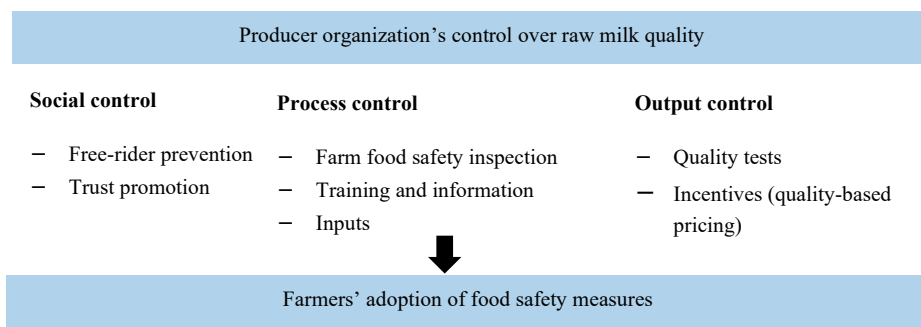 Producer organization’s control over raw milk quality
Social control
− Free-rider prevention
− Trust promotion
Process control
− Farm food safety inspection
− Training and information
− Inputs
Output control
− Quality tests
− Incentives (quality-based
pricing)
Farmers’ adoption of food safety measures